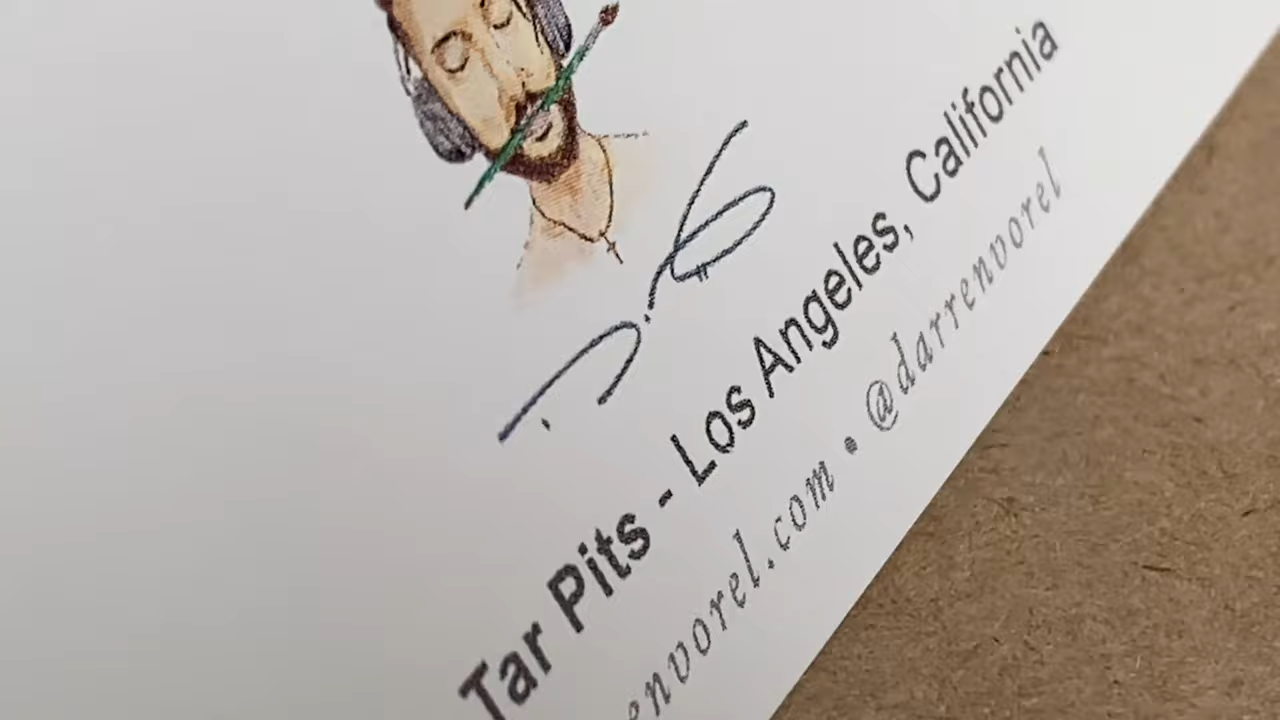 Tar Pits - Los Angeles, California
envorel.com • @darrenvorel